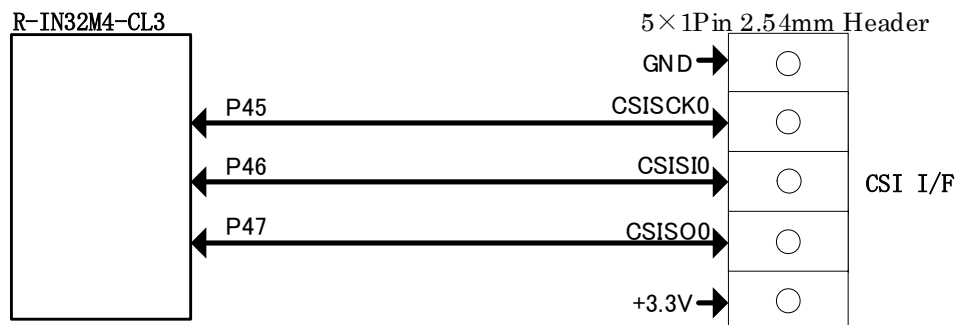 R-IN32M4-CL3
5×1Pin 2.54mm Header
GND
P45 CSISCK0
P46 CSISI0
CSI I/F
P47 CSISO0
+3.3V